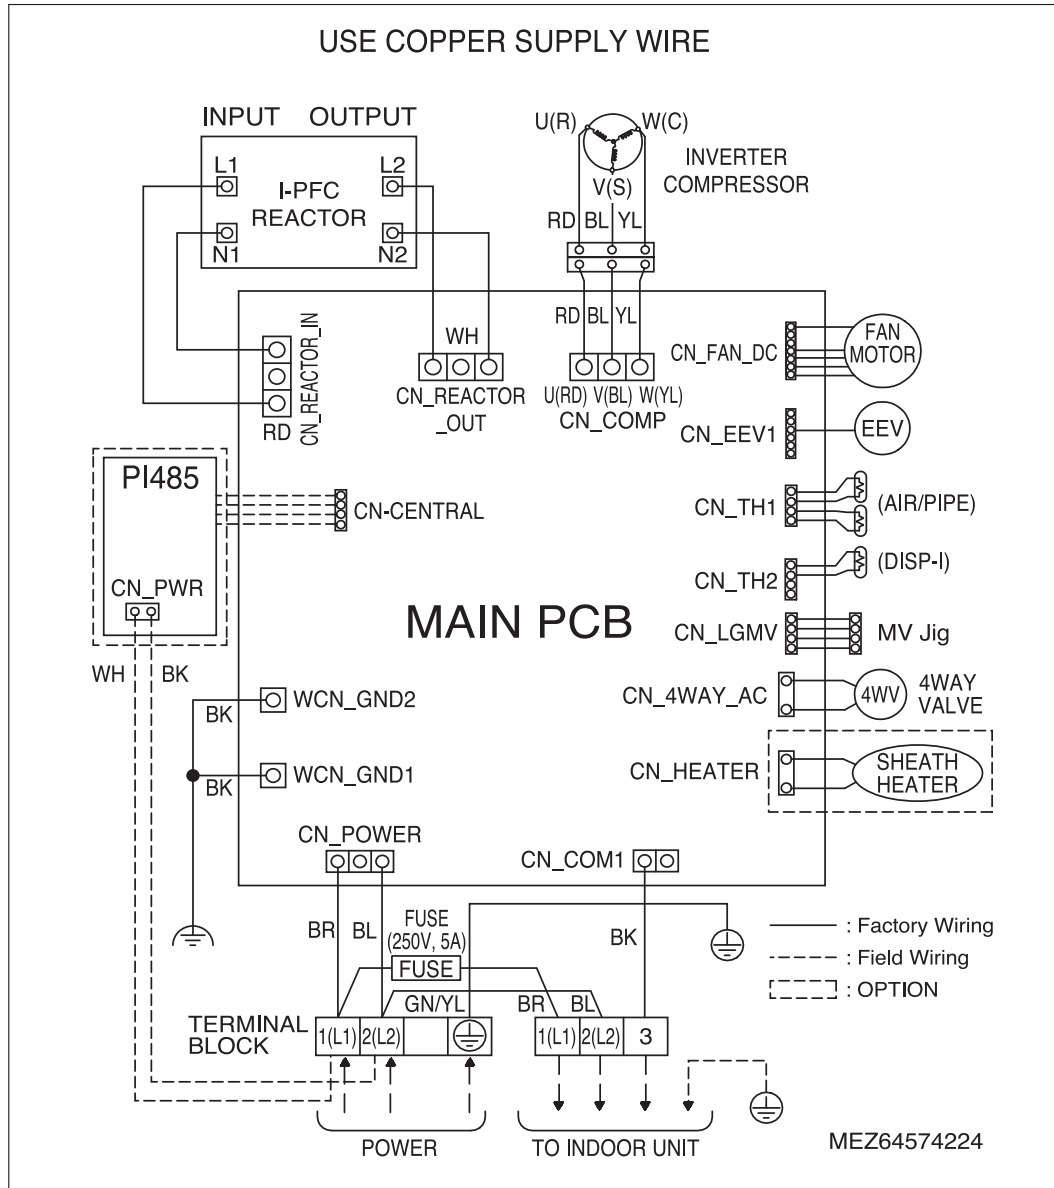 USE COPPER SUPPLY WIRE
INPUT OUTPUT
L1 L2
I-PFC
REACTOR
N1 N2
U(R) W(C)
V(S)
INVERTER
COMPRESSOR
RD BL YL
RD BL YL
CN_REACTOR_IN
RD
WH
CN_REACTOR
_OUT
U(RD) V(BL) W(YL)
CN_COMP
CN_FAN_DC
FAN
MOTOR
CN_EEV1
EEV
PI485
CN-CENTRAL
CN_TH1
(AIR/PIPE)
CN_PWR
CN_TH2
(DISP-I)
MAIN PCB
CN_LGMV
MV Jig
WH BK
BK
WCN_GND2
CN_4WAY_AC
4WV
4WAY
VALVE
BK
WCN_GND1
CN_HEATER
SHEATH
HEATER
CN_POWER
CN_COM1
BR BL
FUSE
(250V, 5A)
FUSE
BK
: Factory Wiring
: Field Wiring
: OPTION
GN/YL
BR BL
TERMINAL
BLOCK
1(L1) 2(L2)
1(L1) 2(L2) 3
POWER
TO INDOOR UNIT
MEZ64574224